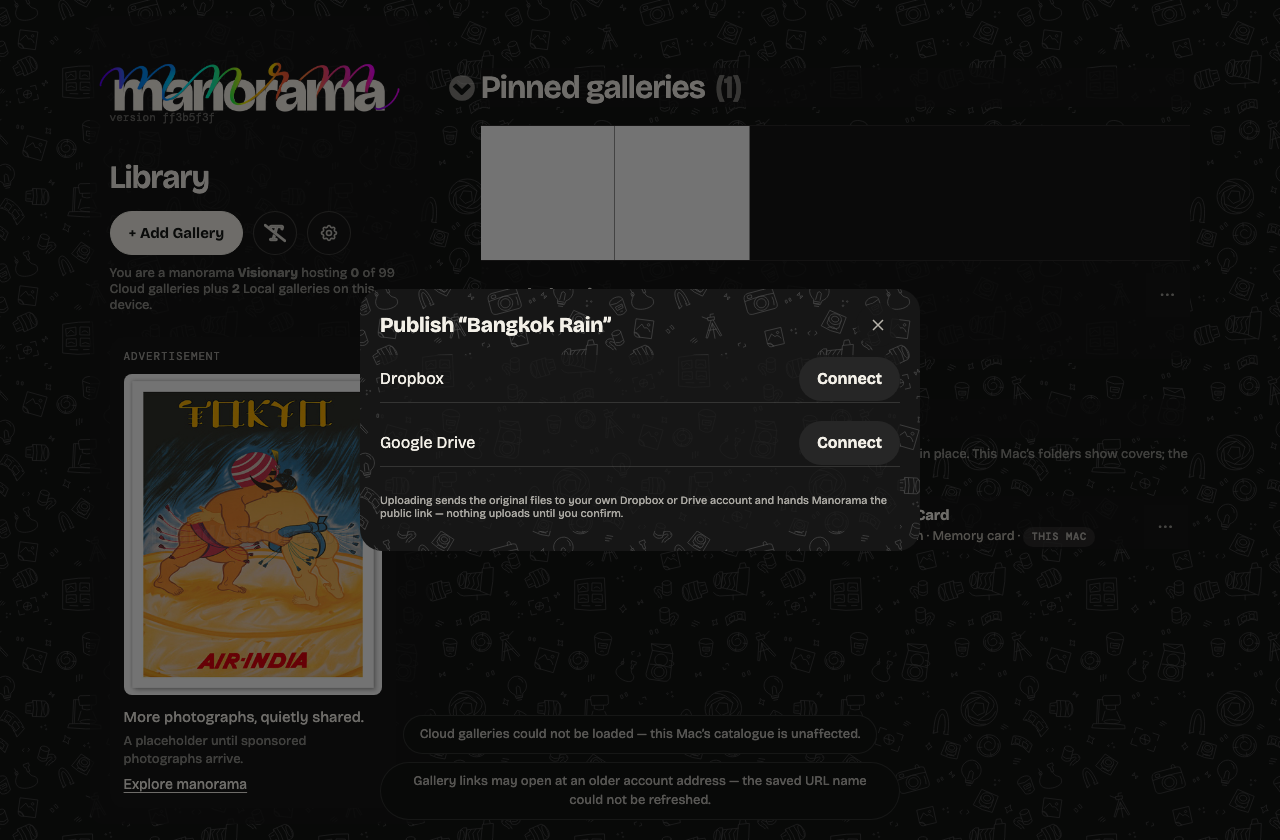 manorama
version ff3b5f3f
Library
+ Add Gallery
You are a manorama Visionary hosting 0 of 99
Cloud galleries plus 2 Local galleries on this
device.
ADVERTISEMENT
TOKYO
AIR-INDIA
More photographs, quietly shared.
A placeholder until sponsored
photographs arrive.
Explore manorama
Pinned galleries (1)
Publish “Bangkok Rain”
Dropbox
Connect
Google Drive
Connect
Uploading sends the original files to your own Dropbox or Drive account and hands Manorama the
public link — nothing uploads until you confirm.
in place. This Mac's folders show covers; the
Card
· Memory card ·
THIS MAC
Cloud galleries could not be loaded — this Mac's catalogue is unaffected.
Gallery links may open at an older account address — the saved URL name
could not be refreshed.